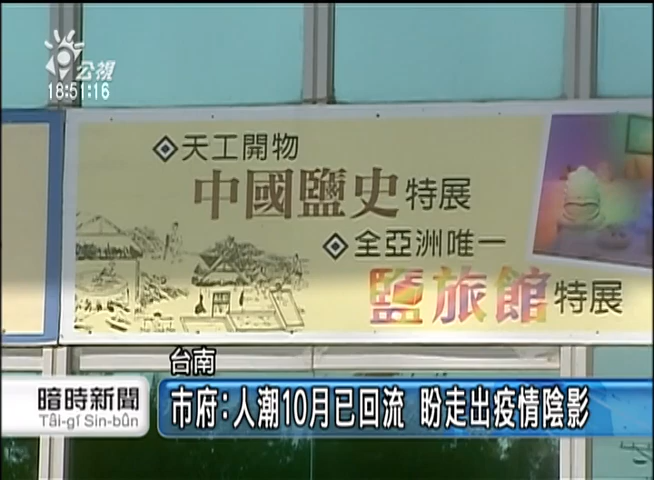 公視
18:51:16
天工開物
中國鹽史特展
全亞洲唯一
鹽旅館特展
台南
暗時新聞
Tâi-gí Sin-bûn
市府:人潮10月已回流 盼走出疫情陰影